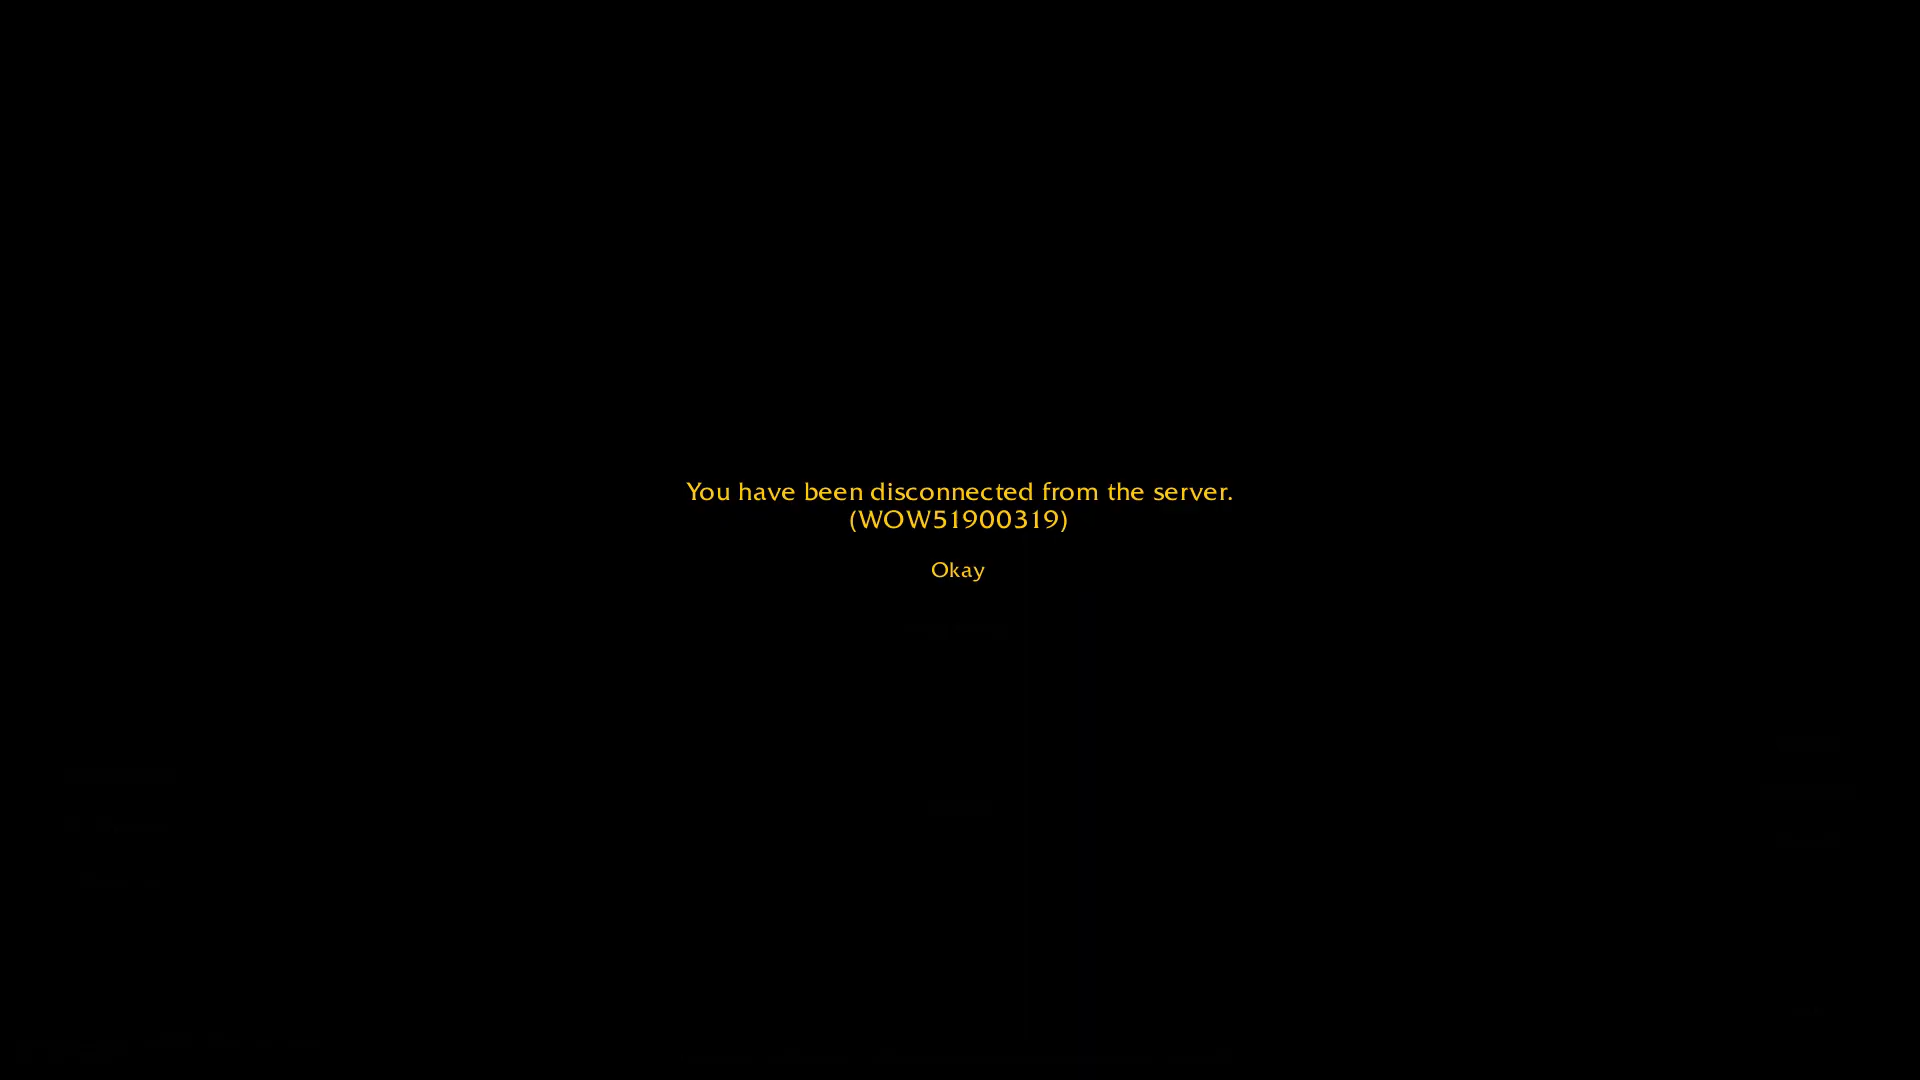 You have been disconnected from the server.
(WOW51900319)
Okay